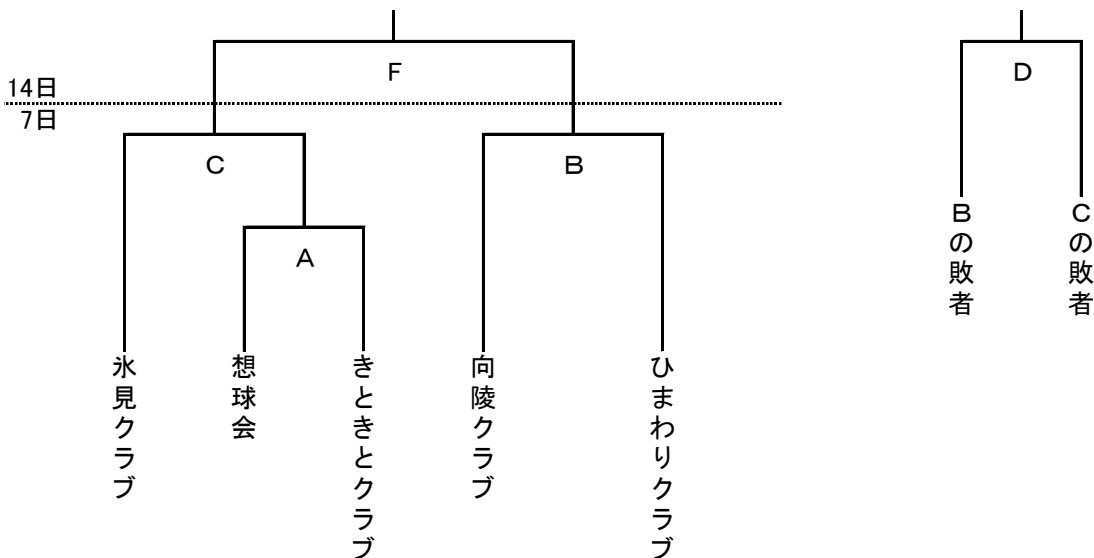 F
D
14日
7日
C
B
A
Bの敗者
Cの敗者
氷見クラブ
想球会
きときとクラブ
向陵クラブ
ひまわりクラブ